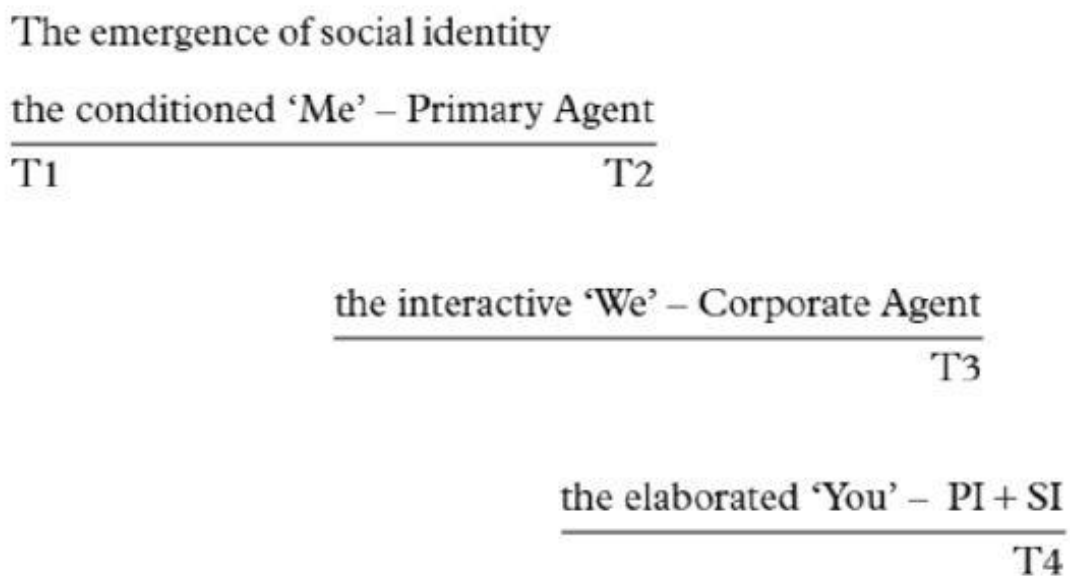 The emergence of social identity
the conditioned ‘Me’ – Primary Agent
T1 T2
the interactive ‘We’ – Corporate Agent
T3
the elaborated ‘You’ – PI + SI
T4